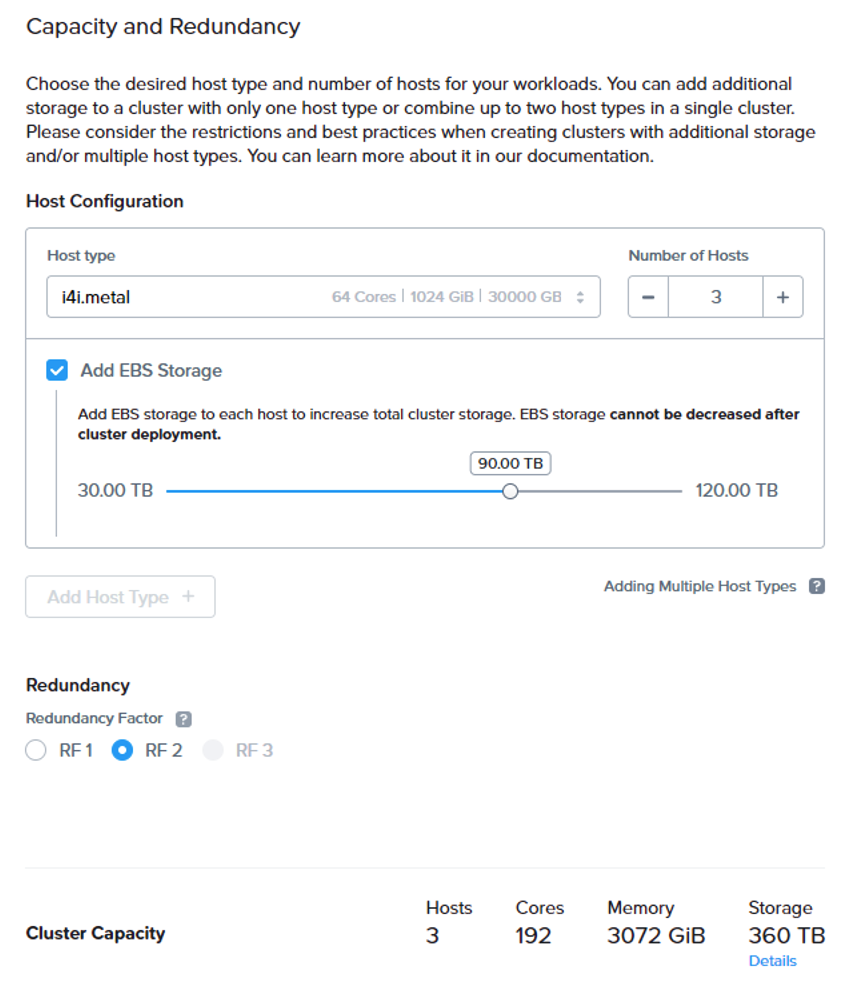 Capacity and Redundancy
Choose the desired host type and number of hosts for your workloads. You can add additional
storage to a cluster with only one host type or combine up to two host types in a single cluster.
Please consider the restrictions and best practices when creating clusters with additional storage
and/or multiple host types. You can learn more about it in our documentation.
Host Configuration
Host type
Number of Hosts
i4i.metal
64 Cores | 1024 GiB | 30000 GB
− 3 +
Add EBS Storage
Add EBS storage to each host to increase total cluster storage. EBS storage cannot be decreased after
cluster deployment.
90.00 TB
30.00 TB
120.00 TB
Add Host Type +
Adding Multiple Host Types ?
Redundancy
Redundancy Factor ?
RF 1 RF 2 RF 3
Hosts Cores Memory Storage
Cluster Capacity 3 192 3072 GiB 360 TB
Details